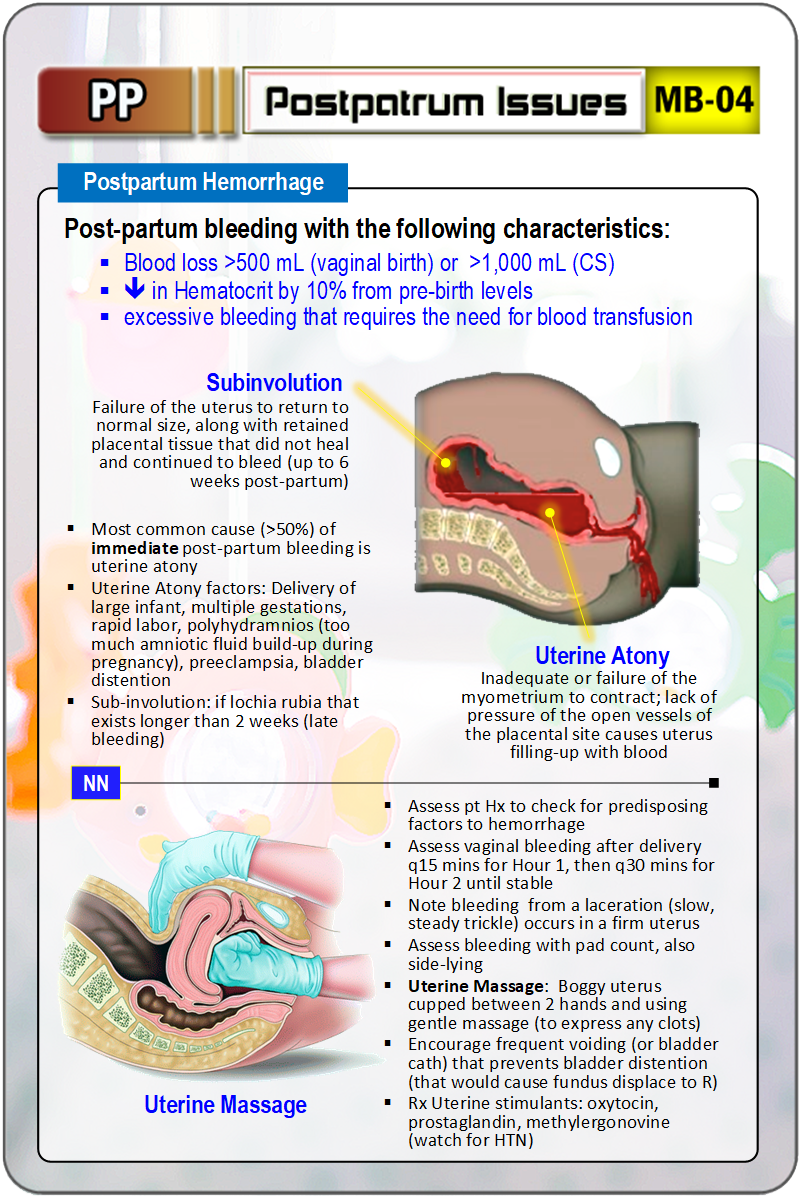 PP
Postpatrum Issues
MB-04
Postpartum Hemorrhage
Post-partum bleeding with the following characteristics:
▪ Blood loss >500 mL (vaginal birth) or >1,000 mL (CS)
▪ 🡻 in Hematocrit by 10% from pre-birth levels
▪ excessive bleeding that requires the need for blood transfusion
Subinvolution
Failure of the uterus to return to
normal size, along with retained
placental tissue that did not heal
and continued to bleed (up to 6
weeks post-partum)
▪ Most common cause (>50%) of
immediate post-partum bleeding is
uterine atony
▪ Uterine Atony factors: Delivery of
large infant, multiple gestations,
rapid labor, polyhydramnios (too
much amniotic fluid build-up during
pregnancy), preeclampsia, bladder
distention
▪ Sub-involution: if lochia rubia that
exists longer than 2 weeks (late
bleeding)
Uterine Atony
Inadequate or failure of the
myometrium to contract; lack of
pressure of the open vessels of
the placental site causes uterus
filling-up with blood
NN
▪ Assess pt Hx to check for predisposing
factors to hemorrhage
▪ Assess vaginal bleeding after delivery
q15 mins for Hour 1, then q30 mins for
Hour 2 until stable
▪ Note bleeding from a laceration (slow,
steady trickle) occurs in a firm uterus
▪ Assess bleeding with pad count, also
side-lying
▪ Uterine Massage: Boggy uterus
cupped between 2 hands and using
gentle massage (to express any clots)
▪ Encourage frequent voiding (or bladder
cath) that prevents bladder distention
(that would cause fundus displace to R)
▪ Rx Uterine stimulants: oxytocin,
prostaglandin, methylergonovine
(watch for HTN)
Uterine Massage